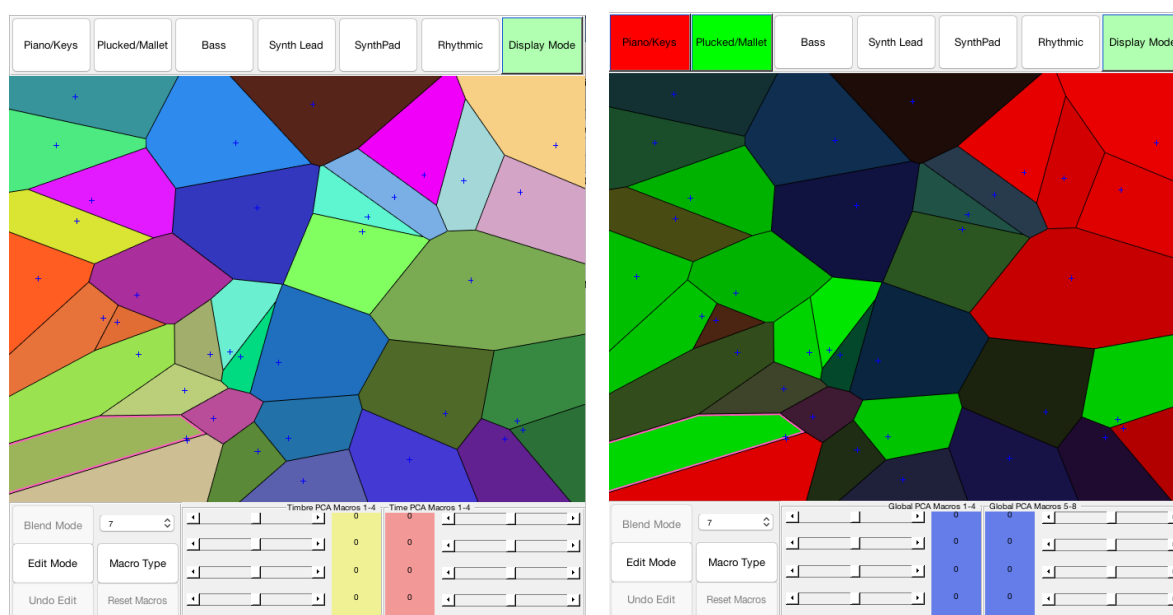 Piano/Keys Plucked/Mallet Bass Synth Lead SynthPad Rhythmic Display Mode
Timbre PCA Macros 1-4 Time PCA Macros 1-4
Blend Mode 7 0 0
0 0
Edit Mode Macro Type 0 0
Undo Edit Reset Macros 0 0
Piano/Keys Plucked/Mallet Bass Synth Lead SynthPad Rhythmic Display Mode
Global PCA Macros 1-4 Global PCA Macros 5-8
Blend Mode 7 0 0
0 0
Edit Mode Macro Type 0 0
Undo Edit Reset Macros 0 0